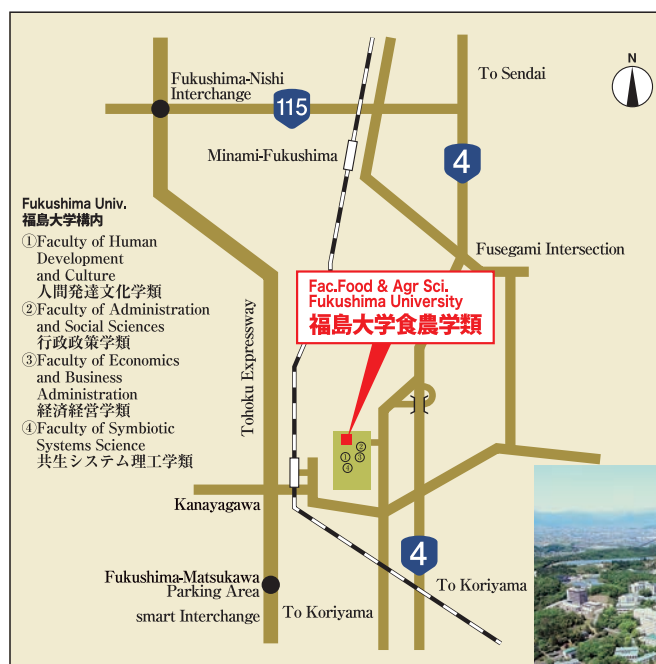 N
To Sendai
Fukushima-Nishi
Interchange
115
Minami-Fukushima
4
Fukushima Univ.
福島大学構内
①Faculty of Human
Development
and Culture
人間発達文化学類
②Faculty of Administration
and Social Sciences
行政政策学類
③Faculty of Economics
and Business
Administration
経済経営学類
④Faculty of Symbiotic
Systems Science
共生システム理工学類
Fusegami Intersection
Fac.Food & Agr Sci.
Fukushima University
福島大学食農学類
Tohoku Expressway
②
①③
④
Kanayagawa
4
Fukushima-Matsukawa
Parking Area
smart Interchange
To Koriyama
To Koriyama